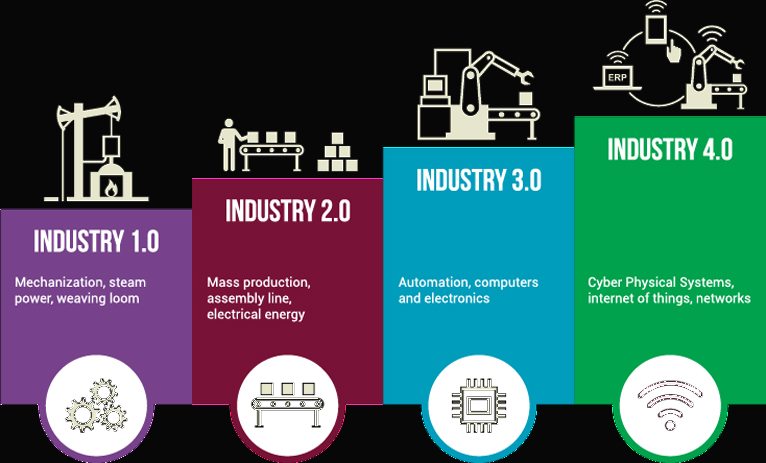 ERP
INDUSTRY 1.0
Mechanization, steam
power, weaving loom
INDUSTRY 2.0
Mass production,
assembly line,
electrical energy
INDUSTRY 3.0
Automation, computers
and electronics
INDUSTRY 4.0
Cyber Physical Systems,
internet of things, networks